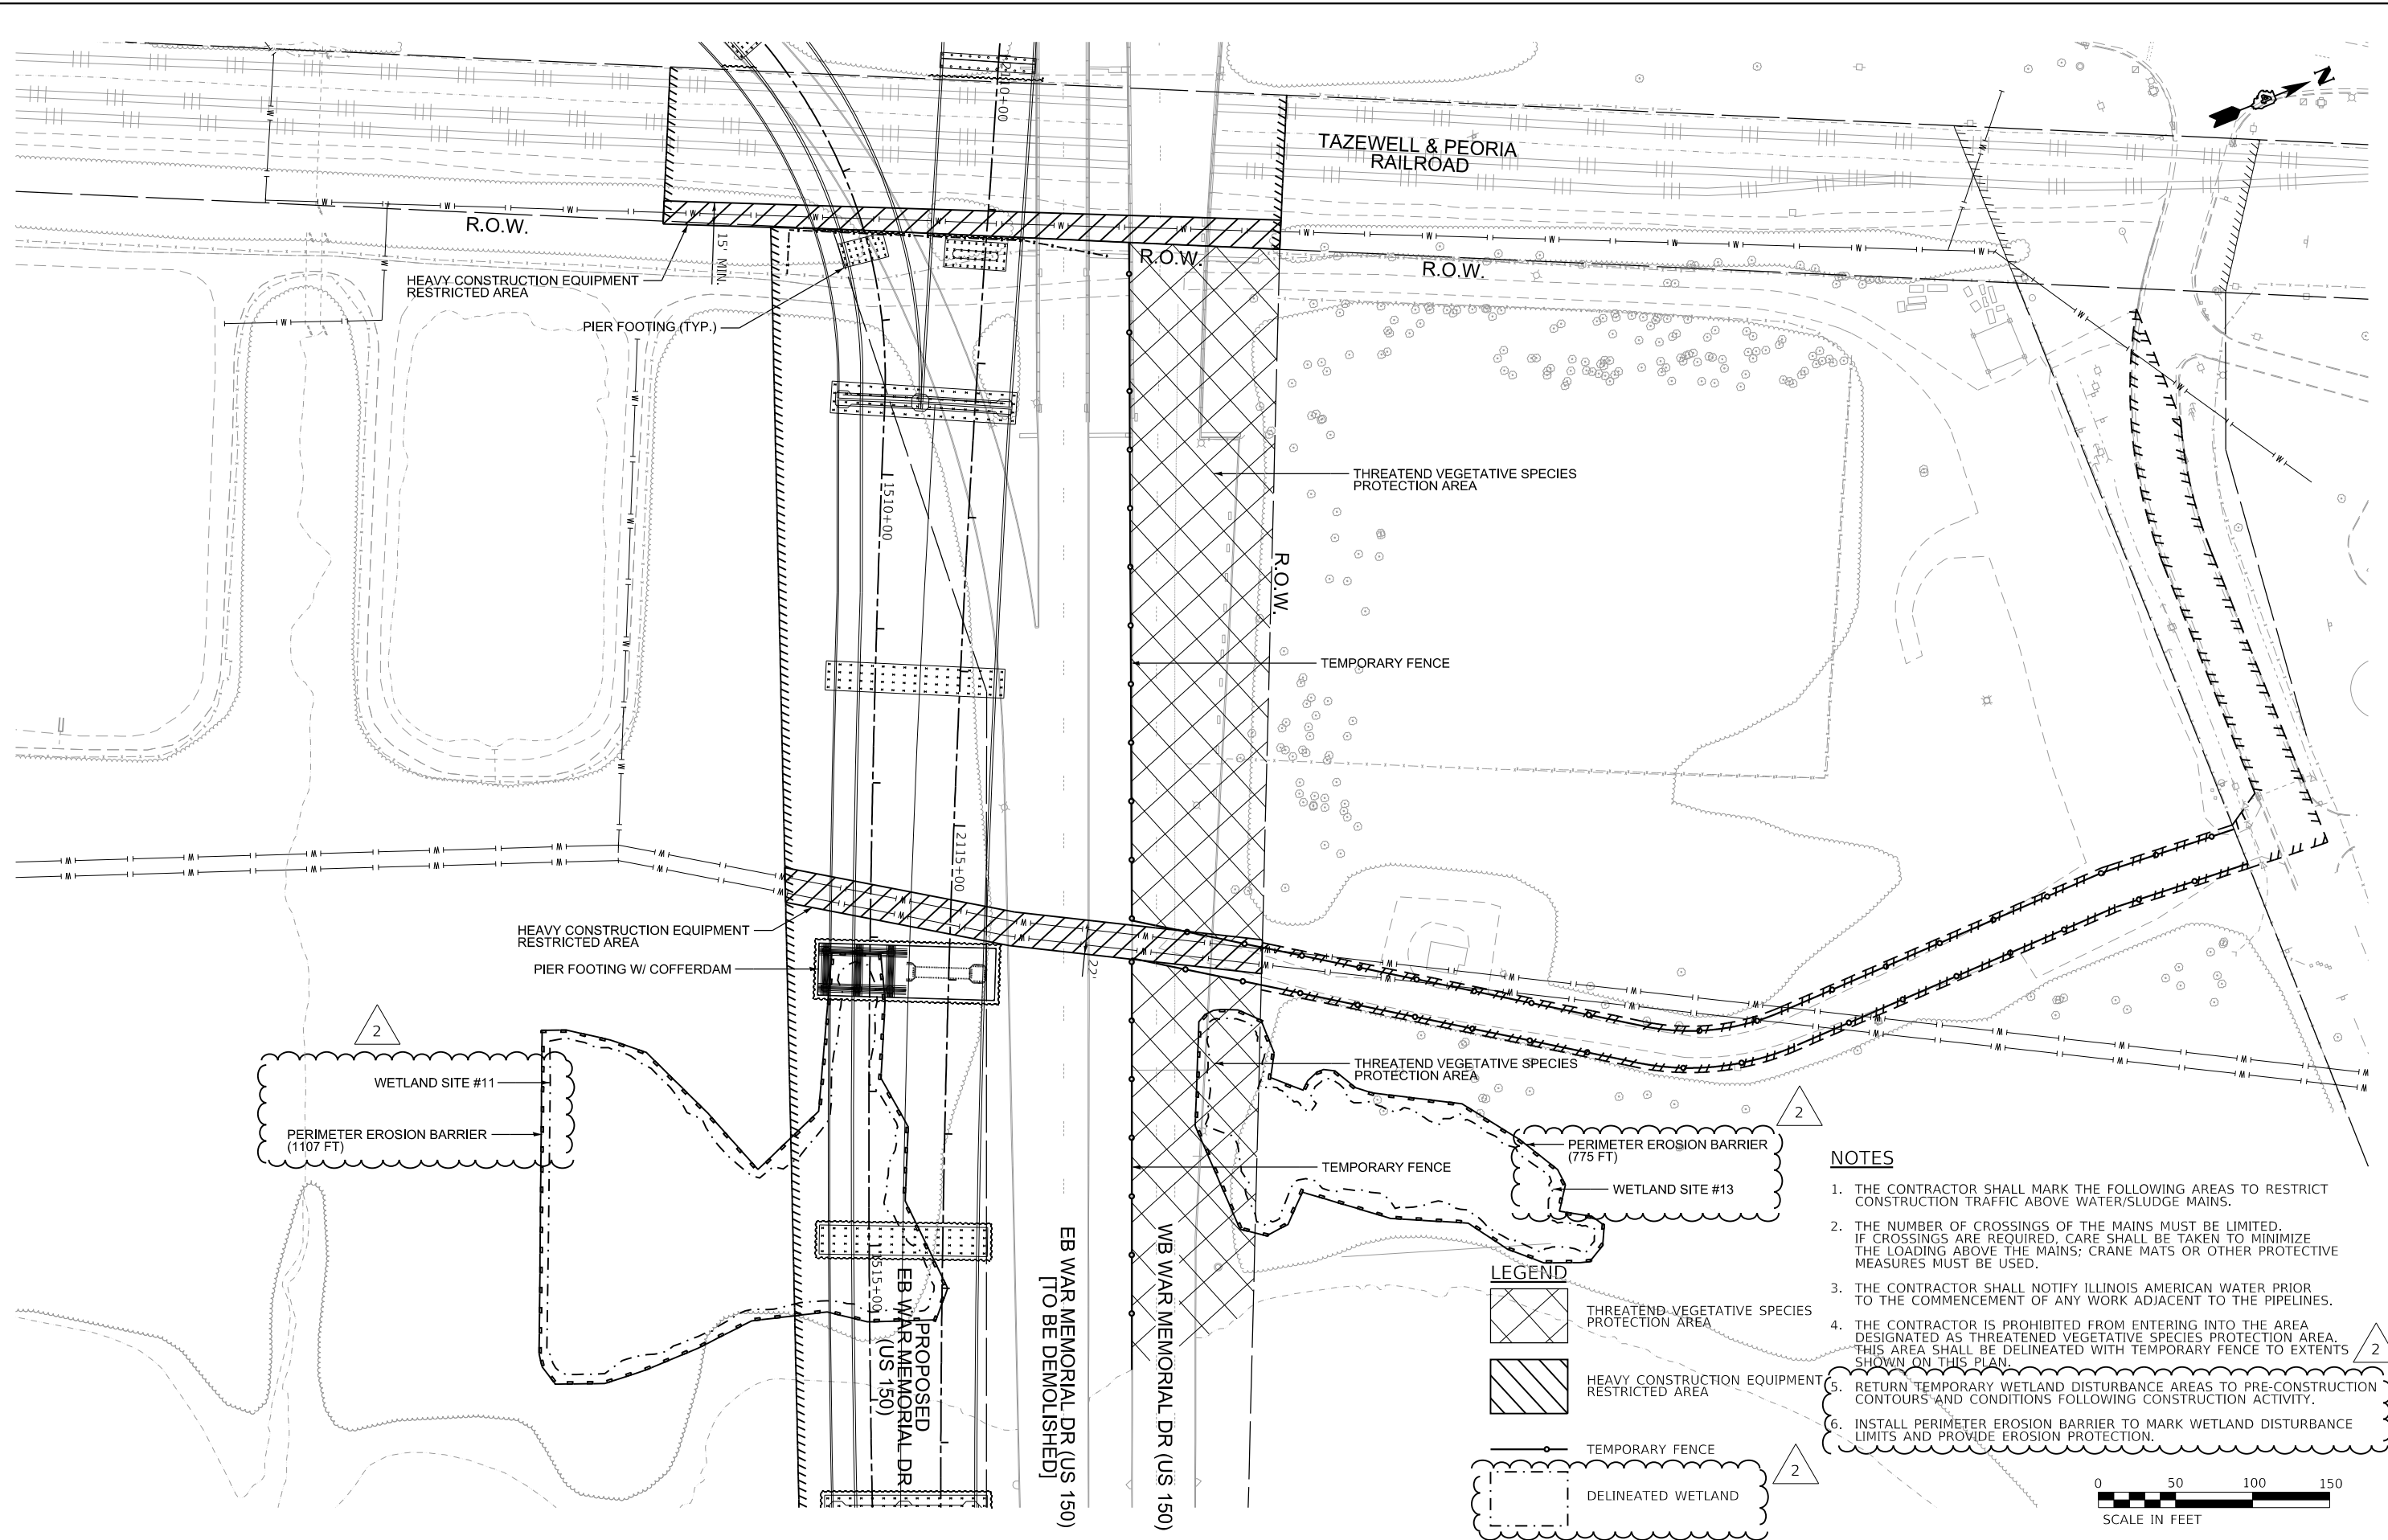 N
2110+00
TAZEWELL & PEORIA
RAILROAD
R.O.W.
15' MIN.
R.O.W.
R.O.W.
HEAVY CONSTRUCTION EQUIPMENT
RESTRICTED AREA
PIER FOOTING (TYP.)
1510+00
THREATEND VEGETATIVE SPECIES
PROTECTION AREA
R.O.W.
TEMPORARY FENCE
2115+00
HEAVY CONSTRUCTION EQUIPMENT
RESTRICTED AREA
PIER FOOTING W/ COFFERDAM
22'
2
WETLAND SITE #11
PERIMETER EROSION BARRIER
(1107 FT)
THREATEND VEGETATIVE SPECIES
PROTECTION AREA
2
PERIMETER EROSION BARRIER
(775 FT)
TEMPORARY FENCE
WETLAND SITE #13
1515+00
PROPOSED
EB WAR MEMORIAL DR
(US 150)
EB WAR MEMORIAL DR (US 150)
[TO BE DEMOLISHED]
WB WAR MEMORIAL DR (US 150)
LEGEND
THREATEND VEGETATIVE SPECIES
PROTECTION AREA
HEAVY CONSTRUCTION EQUIPMENT
RESTRICTED AREA
TEMPORARY FENCE
2
DELINEATED WETLAND
NOTES
1. THE CONTRACTOR SHALL MARK THE FOLLOWING AREAS TO RESTRICT
CONSTRUCTION TRAFFIC ABOVE WATER/SLUDGE MAINS.
2. THE NUMBER OF CROSSINGS OF THE MAINS MUST BE LIMITED.
IF CROSSINGS ARE REQUIRED, CARE SHALL BE TAKEN TO MINIMIZE
THE LOADING ABOVE THE MAINS; CRANE MATS OR OTHER PROTECTIVE
MEASURES MUST BE USED.
3. THE CONTRACTOR SHALL NOTIFY ILLINOIS AMERICAN WATER PRIOR
TO THE COMMENCEMENT OF ANY WORK ADJACENT TO THE PIPELINES.
4. THE CONTRACTOR IS PROHIBITED FROM ENTERING INTO THE AREA
DESIGNATED AS THREATENED VEGETATIVE SPECIES PROTECTION AREA.
THIS AREA SHALL BE DELINEATED WITH TEMPORARY FENCE TO EXTENTS
SHOWN ON THIS PLAN.
2
5. RETURN TEMPORARY WETLAND DISTURBANCE AREAS TO PRE-CONSTRUCTION
CONTOURS AND CONDITIONS FOLLOWING CONSTRUCTION ACTIVITY.
6. INSTALL PERIMETER EROSION BARRIER TO MARK WETLAND DISTURBANCE
LIMITS AND PROVIDE EROSION PROTECTION.
0 50 100 150
SCALE IN FEET